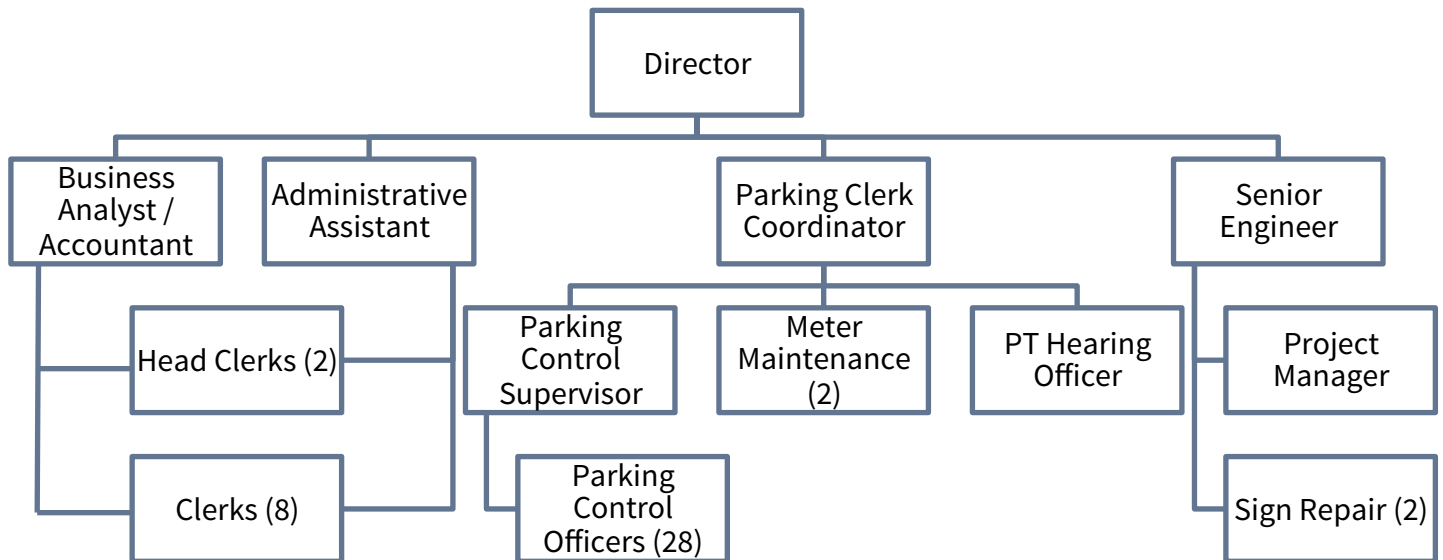 Director
Business
Analyst /
Accountant
Administrative
Assistant
Parking Clerk
Coordinator
Senior
Engineer
Head Clerks (2)
Parking
Control
Supervisor
Meter
Maintenance
(2)
PT Hearing
Officer
Project
Manager
Clerks (8)
Parking
Control
Officers (28)
Sign Repair (2)